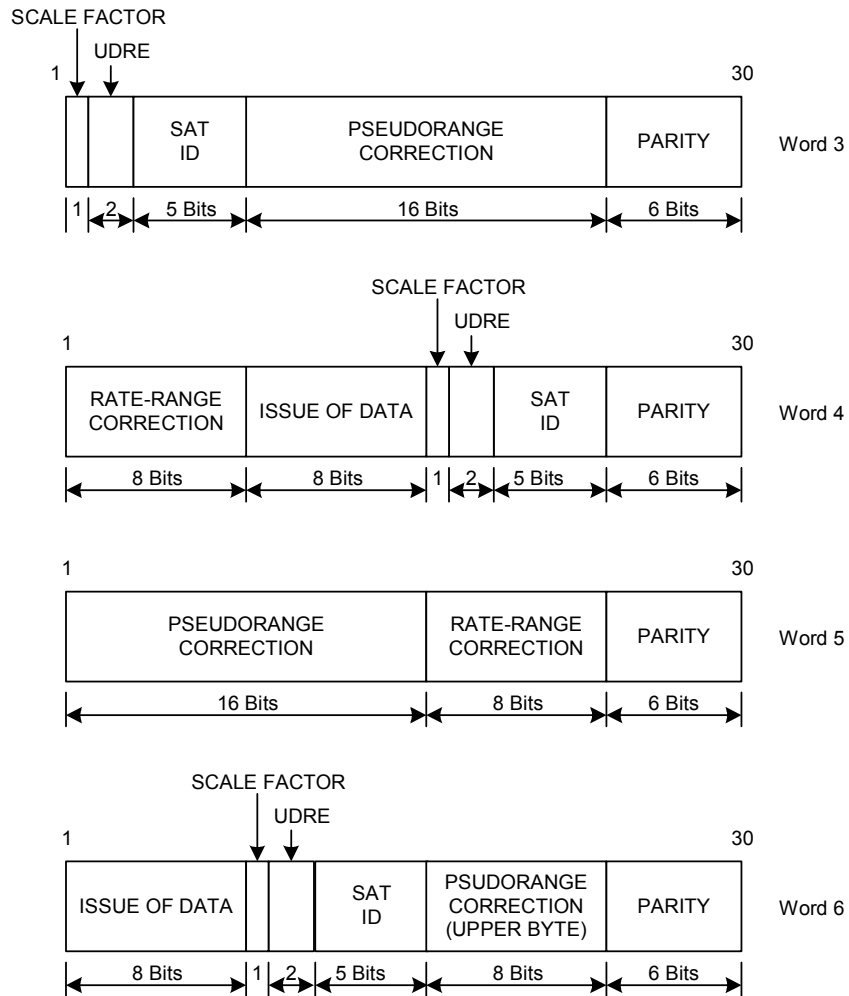 SCALE FACTOR
UDRE
1
30
SAT
ID
PSEUDORANGE
CORRECTION
PARITY
Word 3
1
2
5 Bits
16 Bits
6 Bits
SCALE FACTOR
UDRE
1
30
RATE-RANGE
CORRECTION
ISSUE OF DATA
SAT
ID
PARITY
Word 4
8 Bits
8 Bits
1
2
5 Bits
6 Bits
1
30
PSEUDORANGE
CORRECTION
RATE-RANGE
CORRECTION
PARITY
Word 5
16 Bits
8 Bits
6 Bits
SCALE FACTOR
UDRE
1
30
ISSUE OF DATA
SAT
ID
PSUDORANGE
CORRECTION
(UPPER BYTE)
PARITY
Word 6
8 Bits
1
2
5 Bits
8 Bits
6 Bits